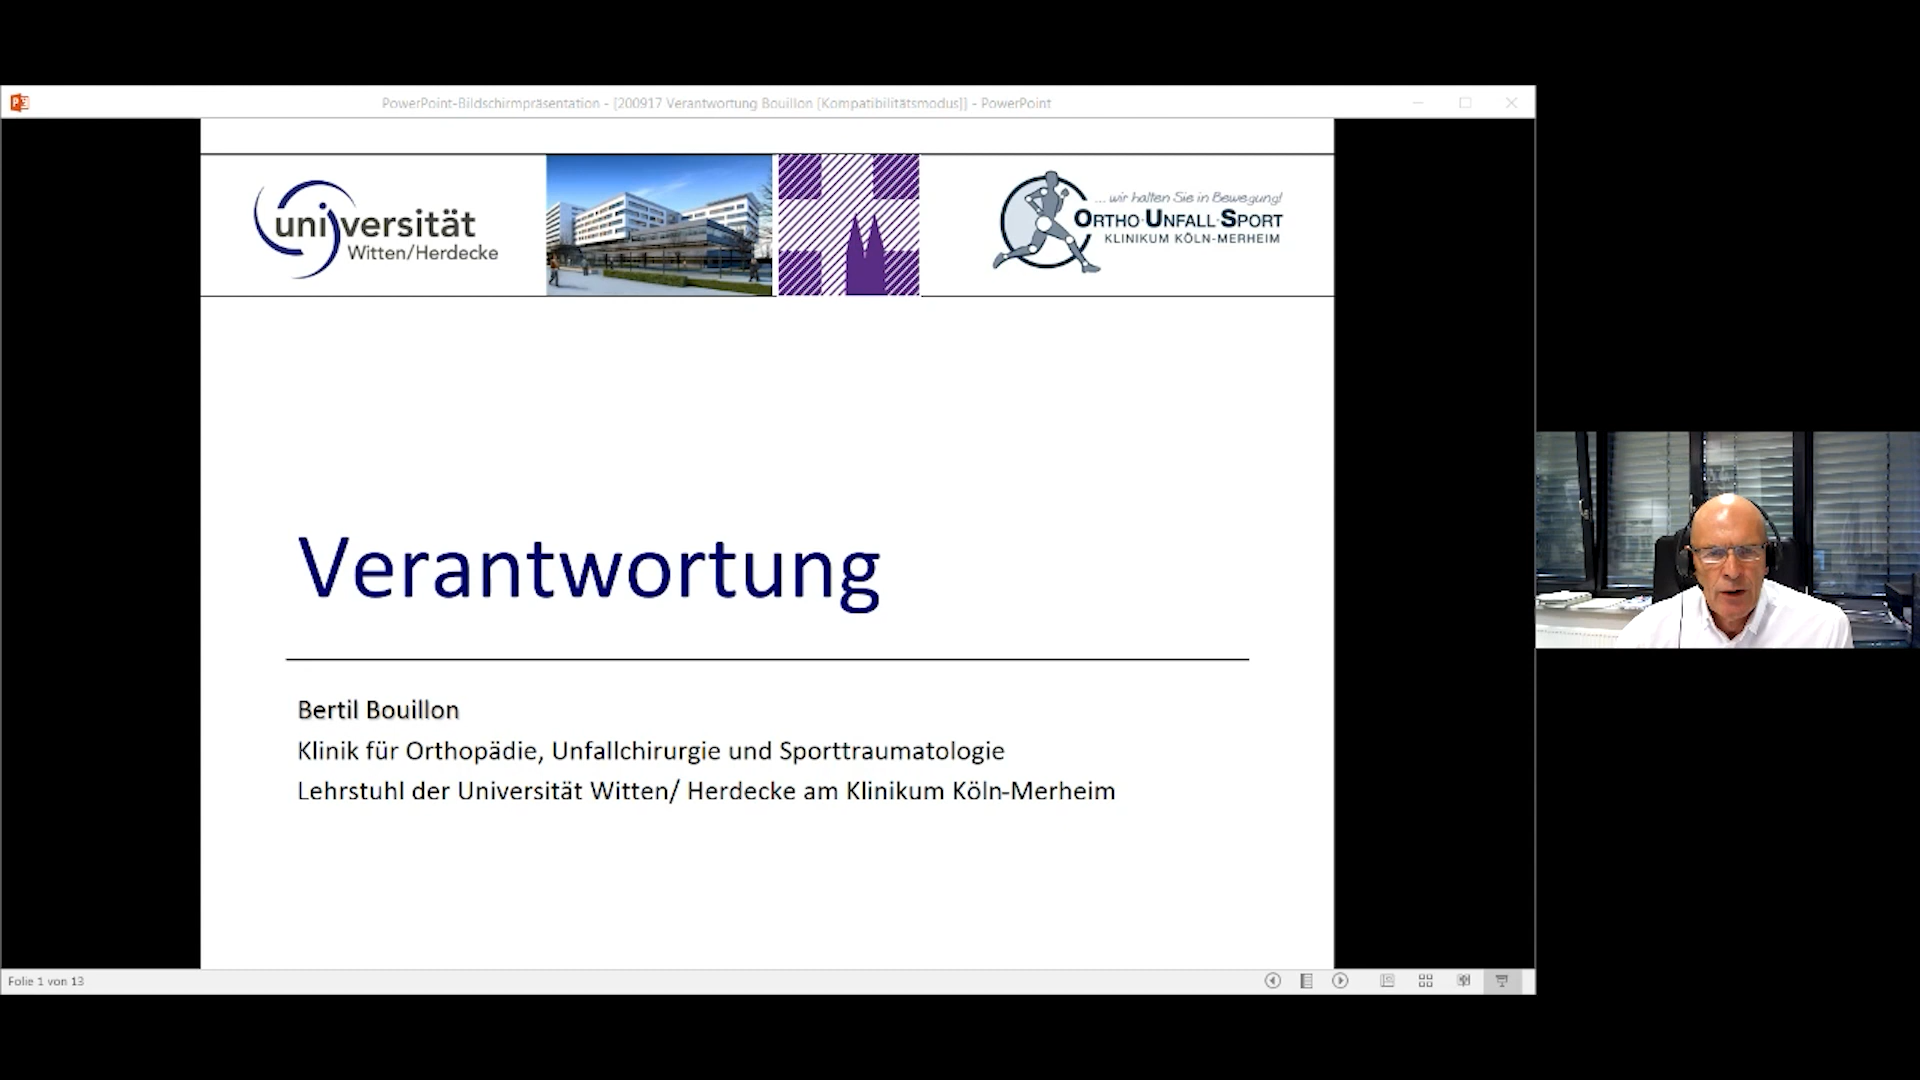 PowerPoint-Bildschirmpräsentation - [200917 Verantwortung Bouillon [Kompatibilitätsmodus]] - PowerPoint
universität
Witten/Herdecke
... wir halten Sie in Bewegung!
ORTHO·UNFALL·SPORT
KLINIKUM KÖLN-MERHEIM
Verantwortung
Bertil Bouillon
Klinik für Orthopädie, Unfallchirurgie und Sporttraumatologie
Lehrstuhl der Universität Witten/ Herdecke am Klinikum Köln-Merheim
Folie 1 von 13